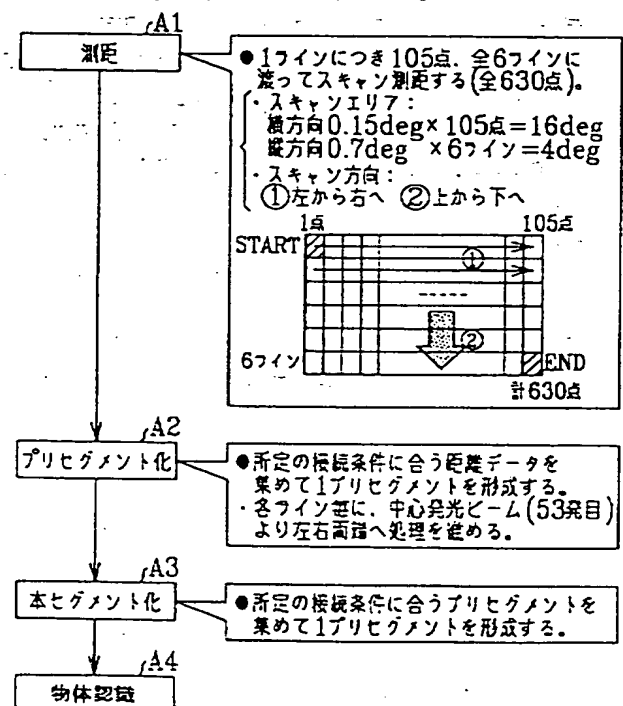 A1
測距
●1ラインにつき105点、全6ラインに
渡ってスキャン測距する(全630点)。
・スキャンエリア：
横方向0.15deg×105点=16deg
縦方向0.7deg ×6ライン=4deg
・スキャン方向：
①左から右へ ②上から下へ
1点 105点
START
①
②
6ライン
END
計630点
A2
プリセグメント化
●所定の接続条件に合う距離データを
集めて1プリセグメントを形成する。
・各ライン毎に、中心発光ビーム(53発目)
より左右両端へ処理を進める。
A3
本セグメント化
●所定の接続条件に合うプリセグメントを
集めて1プリセグメントを形成する。
A4
物体認識